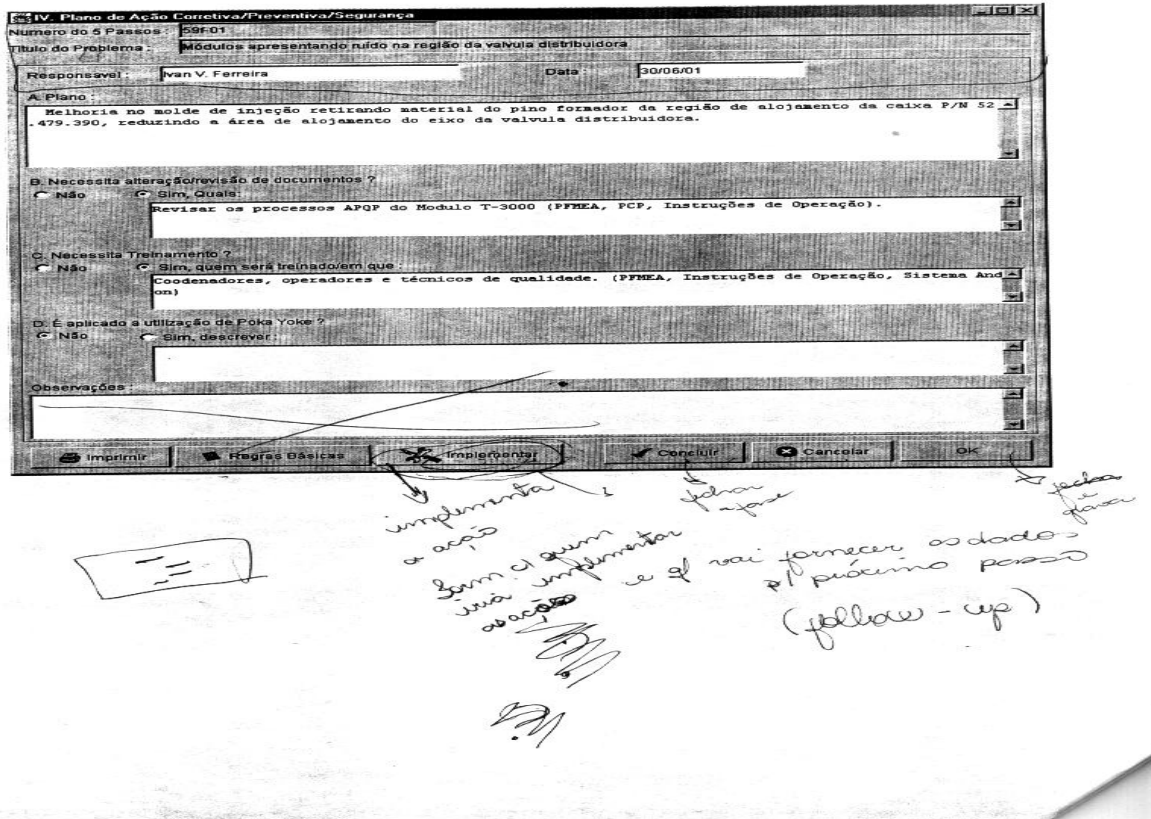 IV. Plano de Ação Corretiva/Preventiva/Segurança
Numero do 5 Passos : 59F01
Título do Problema : Módulos apresentando ruído na região da valvula distribuidora
Responsável : Ivan V. Ferreira Data 30/06/01
A. Plano :
Melhoria no molde de injeção retirando material do pino formador da região de alojamento da caixa P/N 52
.479.390, reduzindo a área de alojamento do eixo da valvula distribuidora.
B. Necessita alteração/revisão de documentos ?
Não Sim, Quais:
Revisar os processos APQP do Modulo T-3000 (PFMEA, PCP, Instruções de Operação).
C. Necessita Treinamento ?
Não Sim, quem será treinado/em que :
Coodenadores, operadores e técnicos de qualidade. (PFMEA, Instruções de Operação, Sistema And
on)
D. É aplicado a utilização de Poka Yoke ?
Não Sim, descrever :
Observações :
Imprimir Regras Básicas Implementar Concluir Cancelar OK
implementa
a ação
fechar
a fase
fecha
e
grava
quem
irá implementar
as ações
e q/ vai fornecer os dados
p/ próximo passo
(follow-up)